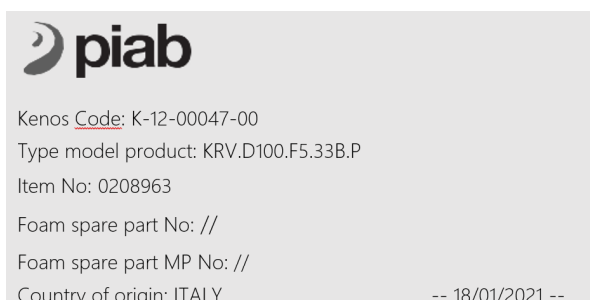 piab
Kenos Code: K-12-00047-00
Type model product: KRV.D100.F5.33B.P
Item No: 0208963
Foam spare part No: //
Foam spare part MP No: //
Country of origin: ITALY -- 18/01/2021 --